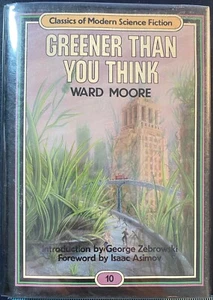 Classics of Modern Science Fiction
GREENER THAN
YOU THINK
WARD MOORE
Introduction by George Zebrowski
Foreword by Isaac Asimov
10